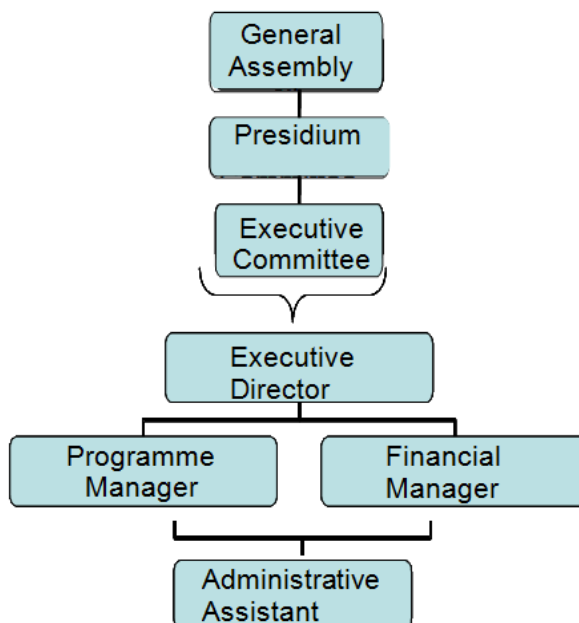 General
Assembly
Presidium
Executive
Committee
Executive
Director
Programme
Manager
Financial
Manager
Administrative
Assistant